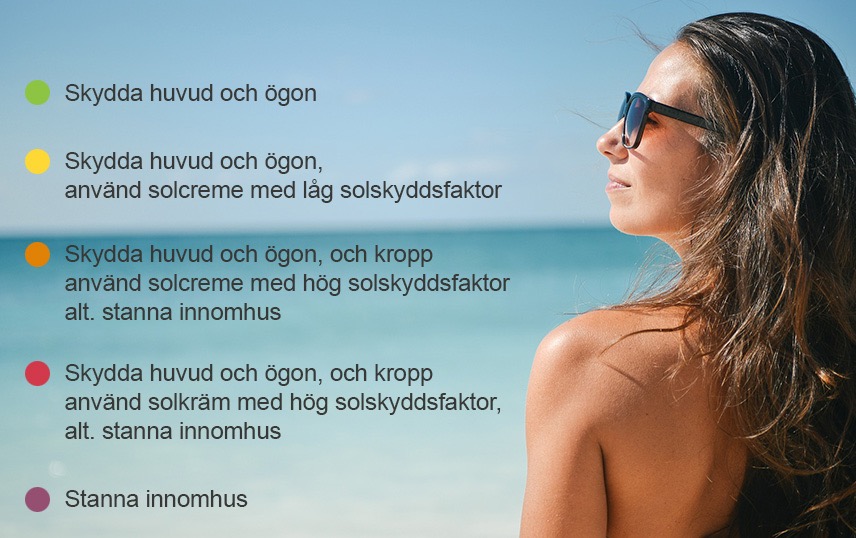 Skydda huvud och ögon
Skydda huvud och ögon,
använd solcreme med låg solskyddsfaktor
Skydda huvud och ögon, och kropp
använd solcreme med hög solskyddsfaktor
alt. stanna innomhus
Skydda huvud och ögon, och kropp
använd solkräm med hög solskyddsfaktor,
alt. stanna innomhus
Stanna innomhus